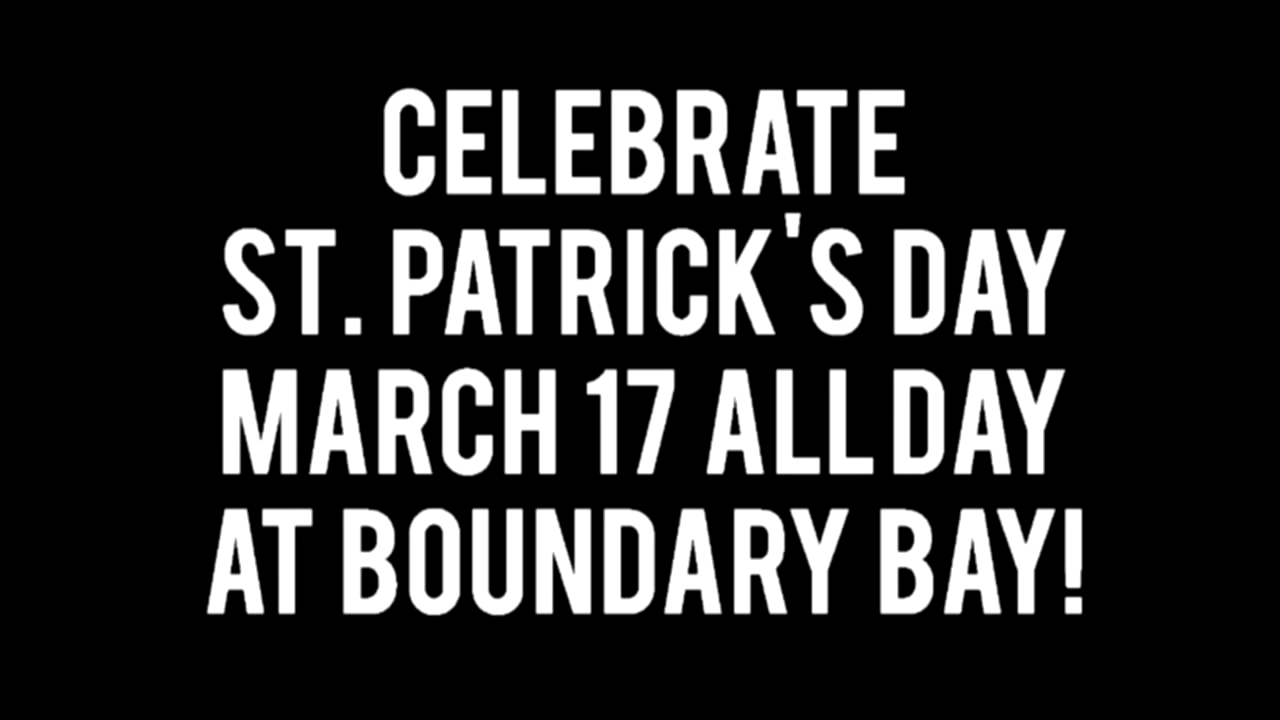 CELEBRATE
ST. PATRICK'S DAY
MARCH 17 ALL DAY
AT BOUNDARY BAY!